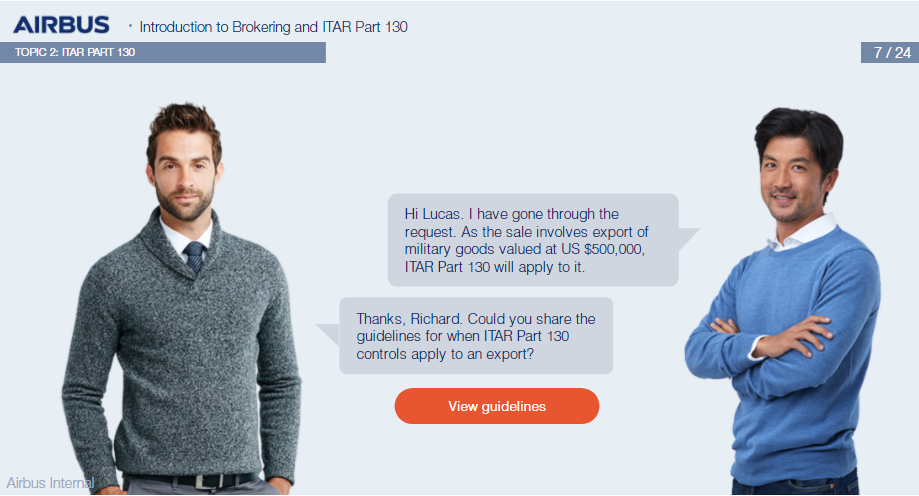 AIRBUS · Introduction to Brokering and ITAR Part 130
TOPIC 2: ITAR PART 130
7 / 24
Hi Lucas. I have gone through the
request. As the sale involves export of
military goods valued at US $500,000,
ITAR Part 130 will apply to it.
Thanks, Richard. Could you share the
guidelines for when ITAR Part 130
controls apply to an export?
View guidelines
Airbus Internal